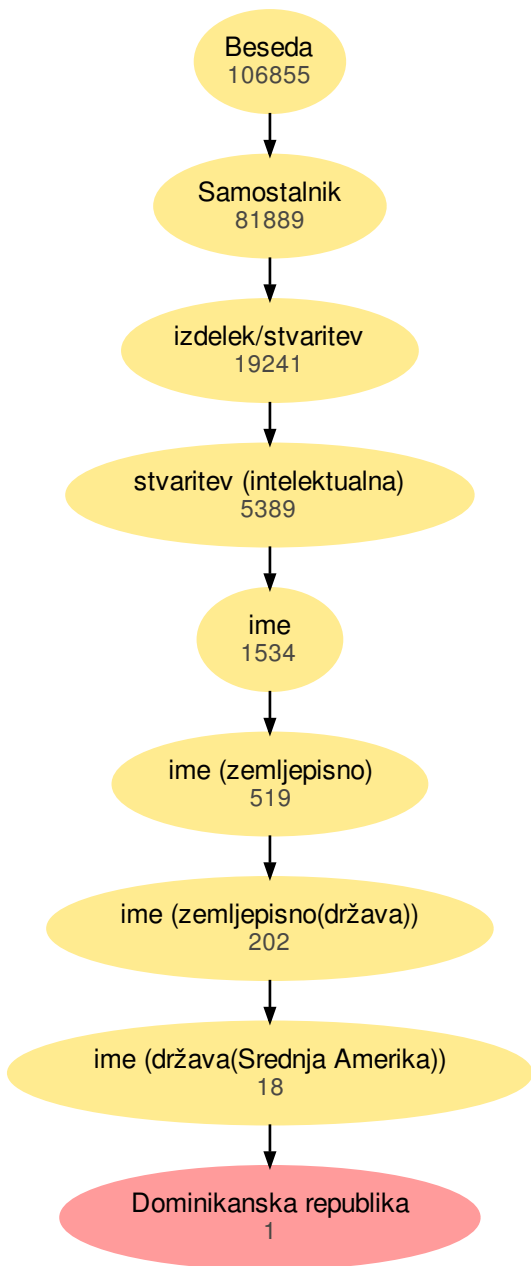 Beseda
106855
Samostalnik
81889
izdelek/stvaritev
19241
stvaritev (intelektualna)
5389
ime
1534
ime (zemljepisno)
519
ime (zemljepisno(država))
202
ime (država(Srednja Amerika))
18
Dominikanska republika
1